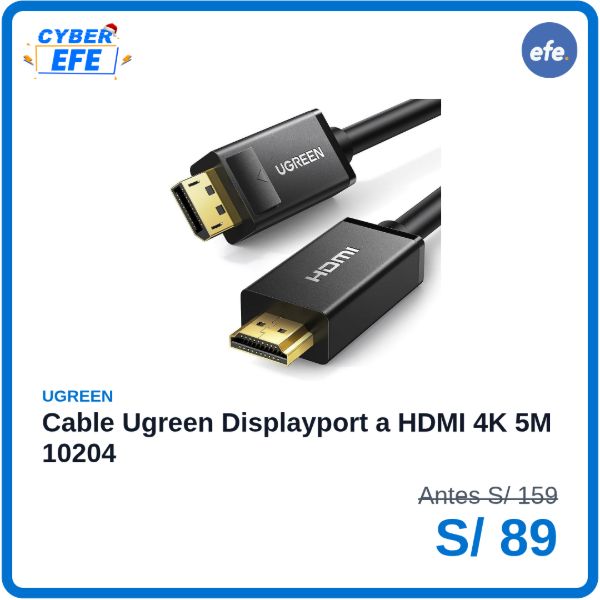 CYBER
EFE
efe.
UGREEN
HDMI
UGREEN
Cable Ugreen Displayport a HDMI 4K 5M
10204
Antes S/ 159
S/ 89